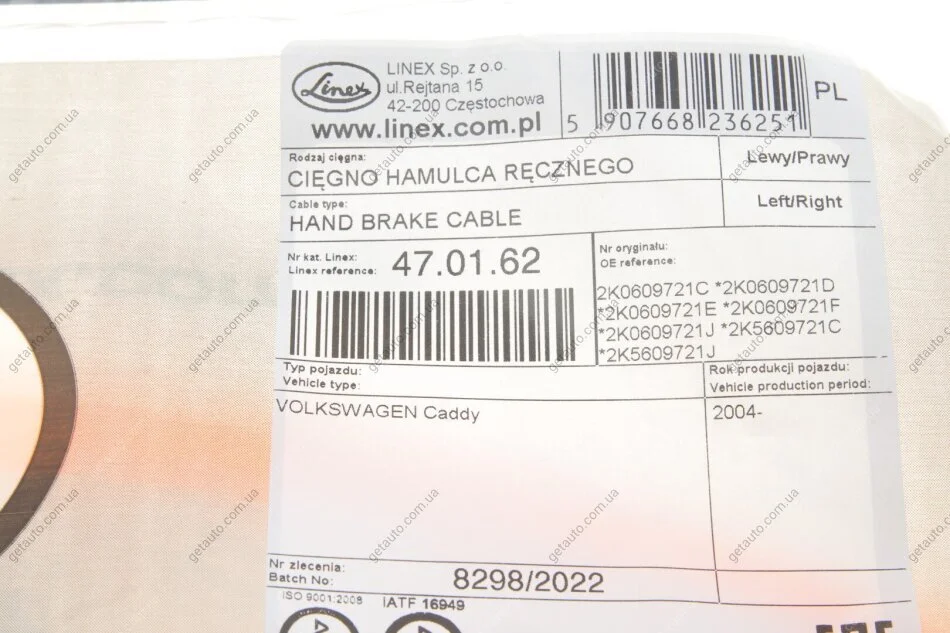 Linex
LINEX Sp. z o.o.
ul.Rejtana 15
42-200 Częstochowa
www.linex.com.pl
5 907668 236251
PL
Rodzaj cięgna:
CIĘGNO HAMULCA RĘCZNEGO
Lewy/Prawy
Cable type:
HAND BRAKE CABLE
Left/Right
Nr kat. Linex:
Linex reference:
47.01.62
Nr oryginału:
OE reference:
2K0609721C *2K0609721D
*2K0609721E *2K0609721F
*2K0609721J *2K5609721C
*2K5609721J
Typ pojazdu:
Vehicle type:
Rok produkcji pojazdu:
Vehicle production period:
VOLKSWAGEN Caddy
2004-
Nr zlecenia:
Batch No:
8298/2022
ISO 9001:2008
IATF 16949
getauto.com.ua